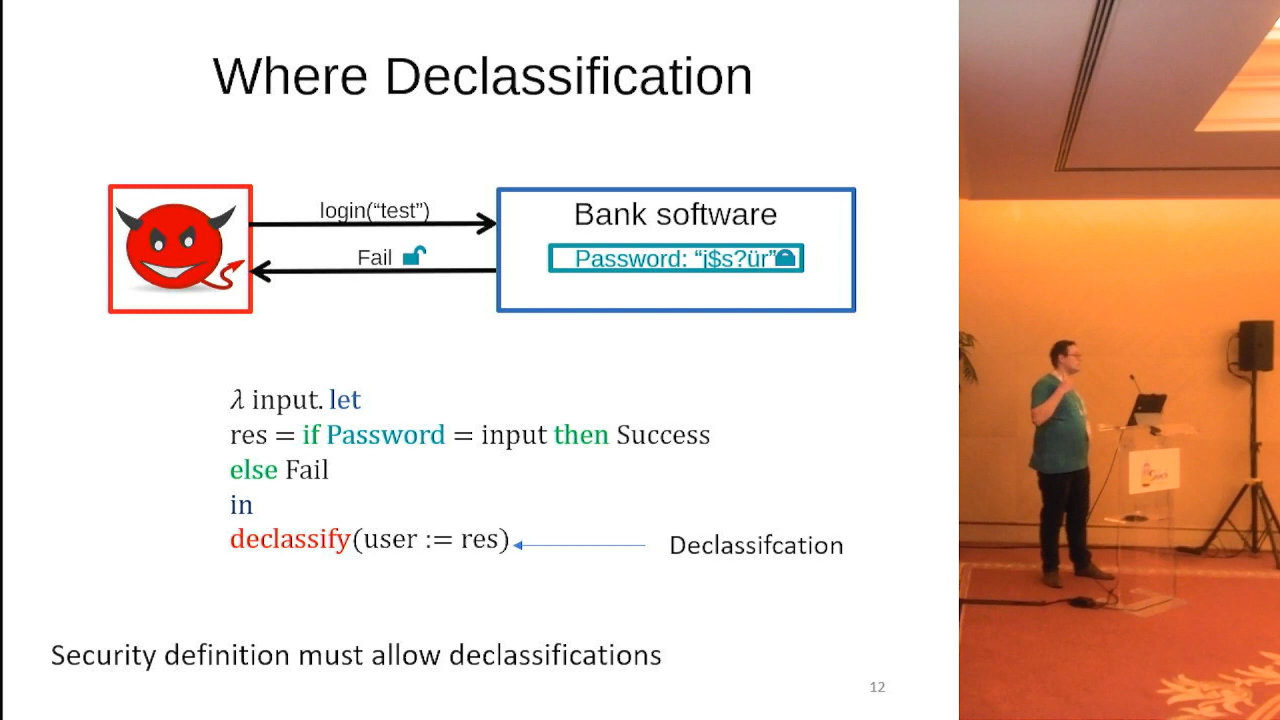 Where Declassification
login(“test”)
Bank software
Fail
Password: “j$s?ür”
λ input. let
res = if Password = input then Success
else Fail
in
declassify(user := res)
Declassifcation
Security definition must allow declassifications
12